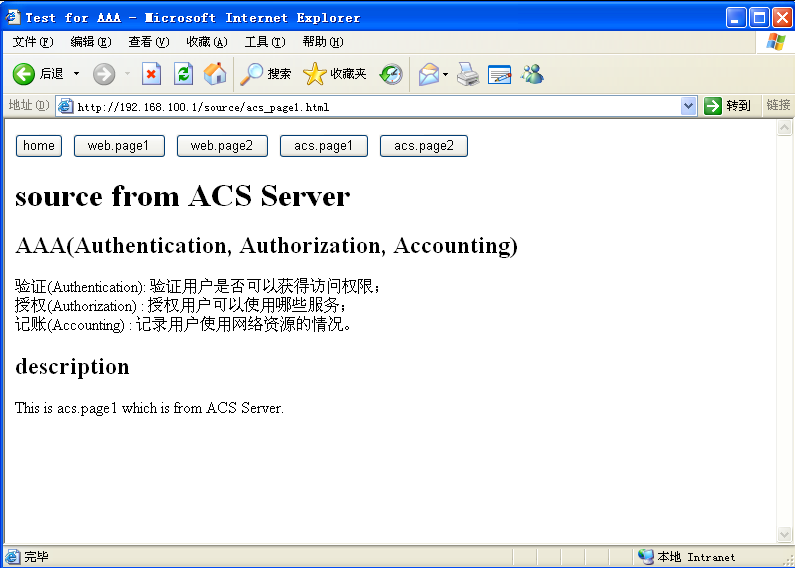 Test for AAA - Microsoft Internet Explorer
文件(F) 编辑(E) 查看(V) 收藏(A) 工具(T) 帮助(H)
后退 搜索 收藏夹
地址(D) http://192.168.100.1/source/acs_page1.html 转到 链接
home web.page1 web.page2 acs.page1 acs.page2
source from ACS Server
AAA(Authentication, Authorization, Accounting)
验证(Authentication): 验证用户是否可以获得访问权限；
授权(Authorization) : 授权用户可以使用哪些服务；
记账(Accounting) : 记录用户使用网络资源的情况。
description
This is acs.page1 which is from ACS Server.
完毕 本地 Intranet